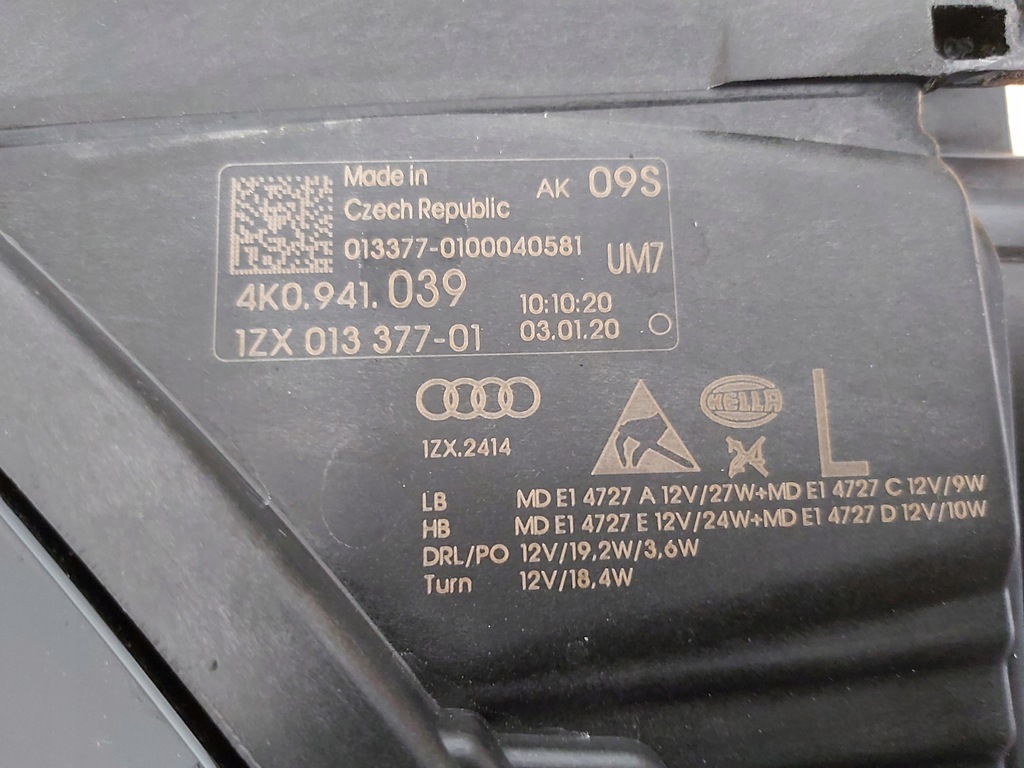 Made in
Czech Republic
AK 09S
013377-0100040581
UM7
4K0.941.039
10:10:20
1ZX 013 377-01
03.01.20
HELLA
L
1ZX.2414
24
LB MD E1 4727 A 12V/27W+MD E1 4727 C 12V/9W
HB MD E1 4727 E 12V/24W+MD E1 4727 D 12V/10W
DRL/PO 12V/19,2W/3,6W
Turn 12V/18,4W